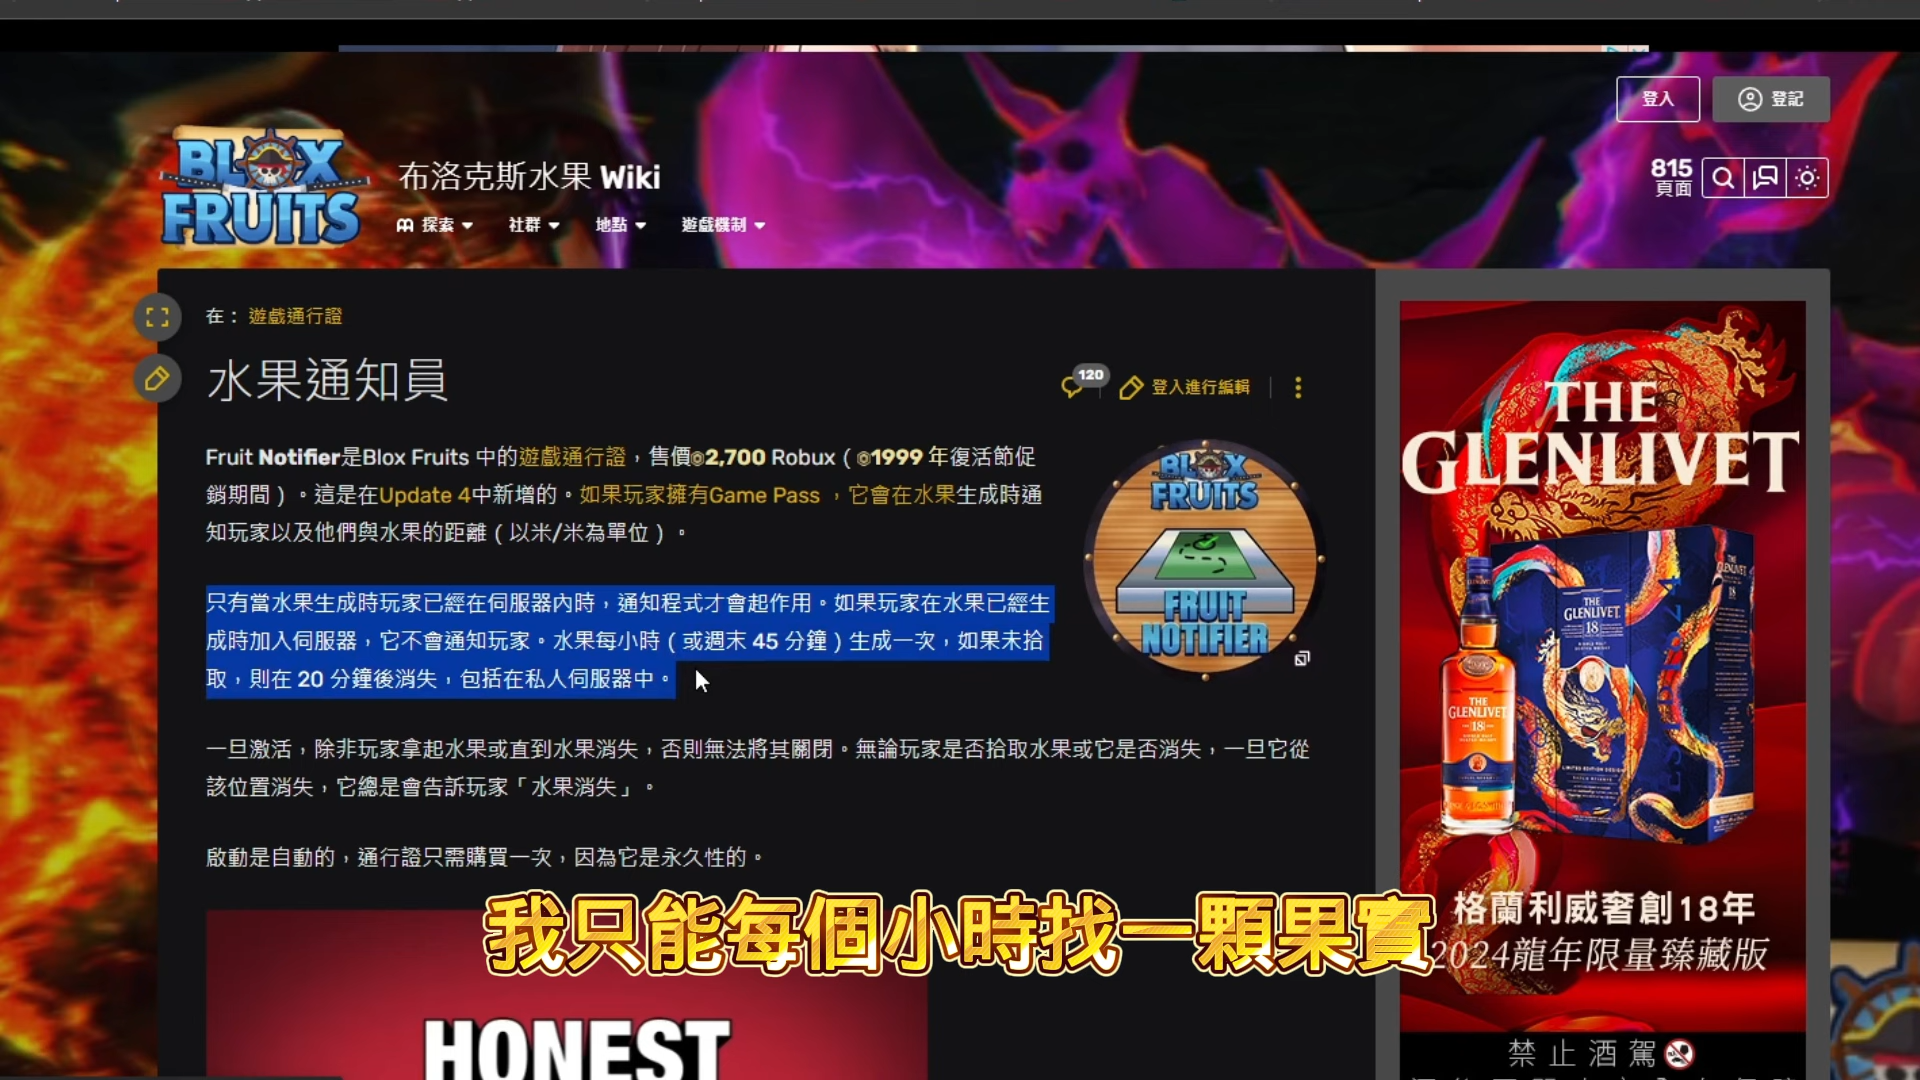 登入
登記
BLOX
FRUITS
布洛克斯水果 Wiki
815
頁面
探索
社群
地點
遊戲機制
在： 遊戲通行證
水果通知員
120
登入進行編輯
Fruit Notifier是Blox Fruits 中的遊戲通行證，售價2,700 Robux ( 1999 年復活節促
銷期間 ) 。這是在Update 4中新增的。如果玩家擁有Game Pass ，它會在水果生成時通
知玩家以及他們與水果的距離 ( 以米/米為單位 ) 。
BLOX
FRUITS
FRUIT
NOTIFIER
只有當水果生成時玩家已經在伺服器內時，通知程式才會起作用。如果玩家在水果已經生
成時加入伺服器，它不會通知玩家。水果每小時 ( 或週末 45 分鐘 ) 生成一次，如果未拾
取，則在 20 分鐘後消失，包括在私人伺服器中。
一旦激活，除非玩家拿起水果或直到水果消失，否則無法將其關閉。無論玩家是否拾取水果或它是否消失，一旦它從
該位置消失，它總是會告訴玩家「水果消失」。
啟動是自動的，通行證只需購買一次，因為它是永久性的。
我只能每個小時找一顆果實
HONEST
THE
GLENLIVET
THE
GLENLIVET
18
THE
GLENLIVET
18
格蘭利威奢創18年
2024龍年限量臻藏版
禁止酒駕